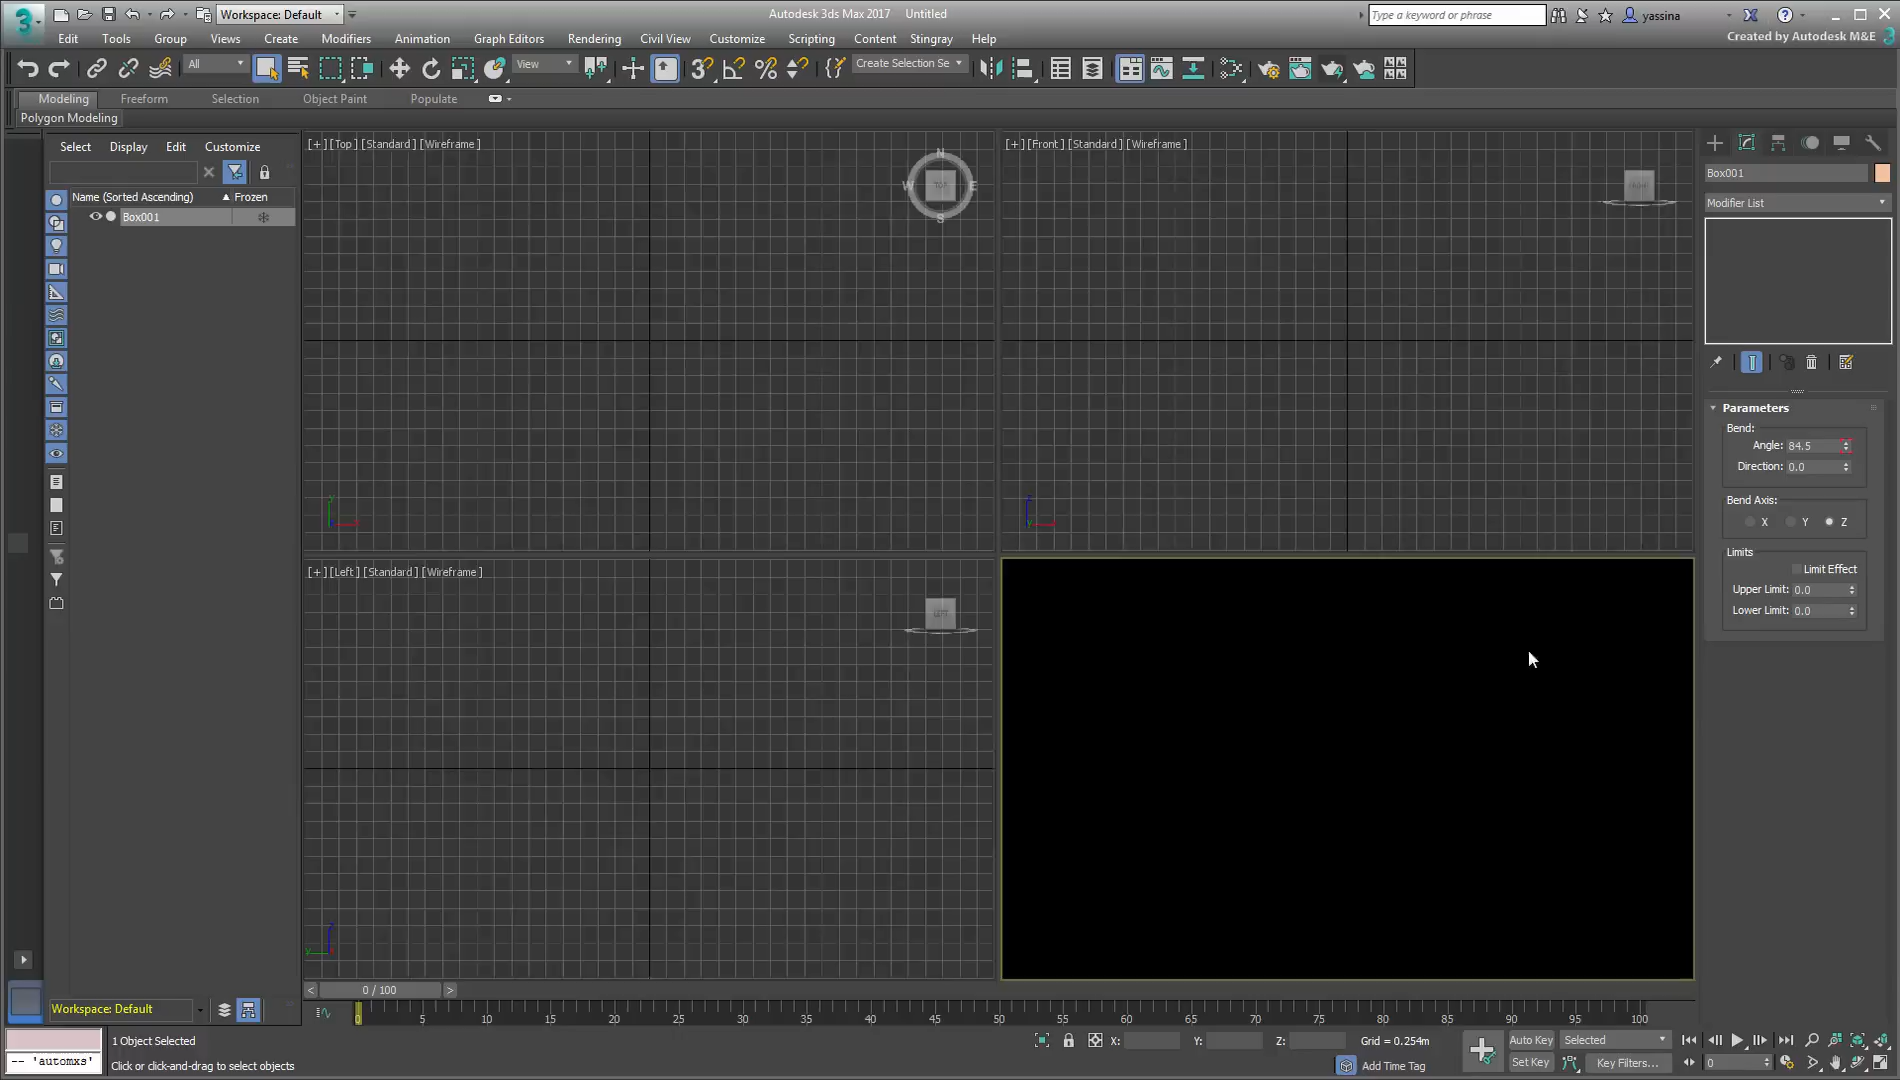 Workspace: Default
Autodesk 3ds Max 2017 Untitled
Type a keyword or phrase
yassina
Edit Tools Group Views Create Modifiers Animation Graph Editors Rendering Civil View Customize Scripting Content Stingray Help
Created by Autodesk M&E
All
View
Create Selection Se
Modeling Freeform Selection Object Paint Populate
Polygon Modeling
Select Display Edit Customize
Name (Sorted Ascending) Frozen
Box001
[+] [Top] [Standard] [Wireframe]
N
W TOP E
S
[+] [Front] [Standard] [Wireframe]
[+] [Left] [Standard] [Wireframe]
LEFT
Box001
Modifier List
Parameters
Bend:
Angle: 84.5
Direction: 0.0
Bend Axis:
X Y Z
Limits
Limit Effect
Upper Limit: 0.0
Lower Limit: 0.0
< 0 / 100 >
Workspace: Default
0 5 10 15 20 25 30 35 40 45 50 55 60 65 70 75 80 85 90 95 100
1 Object Selected
-- 'automxs'
Click or click-and-drag to select objects
X: Y: Z: Grid = 0.254m
Add Time Tag
Auto Key Selected
Set Key Key Filters...
0